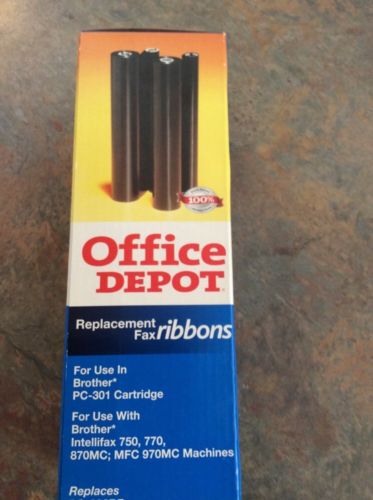 100%
Office
DEPOT
Replacement
Fax ribbons
For Use In
Brother*
PC-301 Cartridge
For Use With
Brother*
Intellifax 750, 770,
870MC; MFC 970MC Machines
Replaces